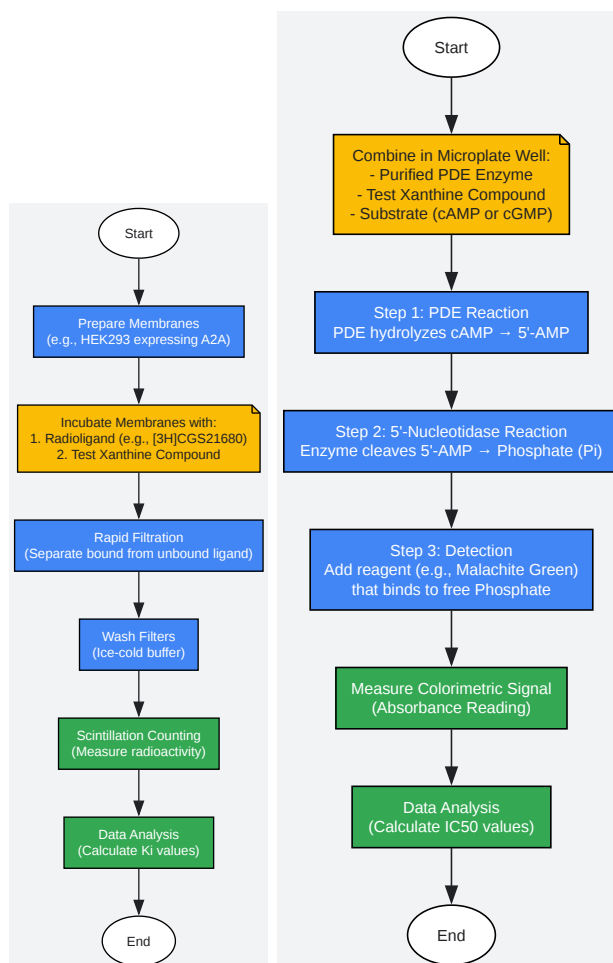 Start
Prepare Membranes
(e.g., HEK293 expressing A2A)
Incubate Membranes with:
1. Radioligand (e.g., [3H]CGS21680)
2. Test Xanthine Compound
Rapid Filtration
(Separate bound from unbound ligand)
Wash Filters
(Ice-cold buffer)
Scintillation Counting
(Measure radioactivity)
Data Analysis
(Calculate Ki values)
End
Start
Combine in Microplate Well:
- Purified PDE Enzyme
- Test Xanthine Compound
- Substrate (cAMP or cGMP)
Step 1: PDE Reaction
PDE hydrolyzes cAMP → 5'-AMP
Step 2: 5'-Nucleotidase Reaction
Enzyme cleaves 5'-AMP → Phosphate (Pi)
Step 3: Detection
Add reagent (e.g., Malachite Green)
that binds to free Phosphate
Measure Colorimetric Signal
(Absorbance Reading)
Data Analysis
(Calculate IC50 values)
End